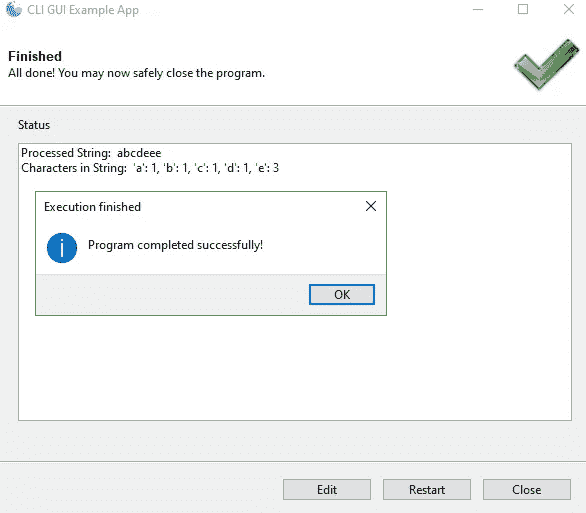 CLI GUI Example App
Finished
All done! You may now safely close the program.
Status
Processed String:  abcdeee
Characters in String:  'a': 1, 'b': 1, 'c': 1, 'd': 1, 'e': 3
Execution finished
Program completed successfully!
OK
Edit
Restart
Close